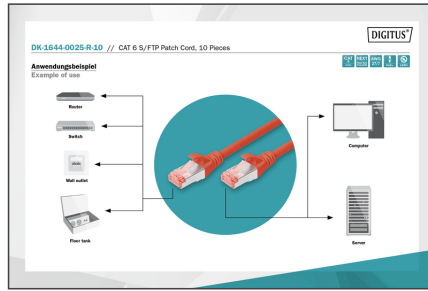 DIGITUS®
DK-1644-0025-R-10 // CAT 6 S/FTP Patch Cord, 10 Pieces
Anwendungsbeispiel
Example of use
Router
Switch
Wall outlet
Floor tank
Computer
Server